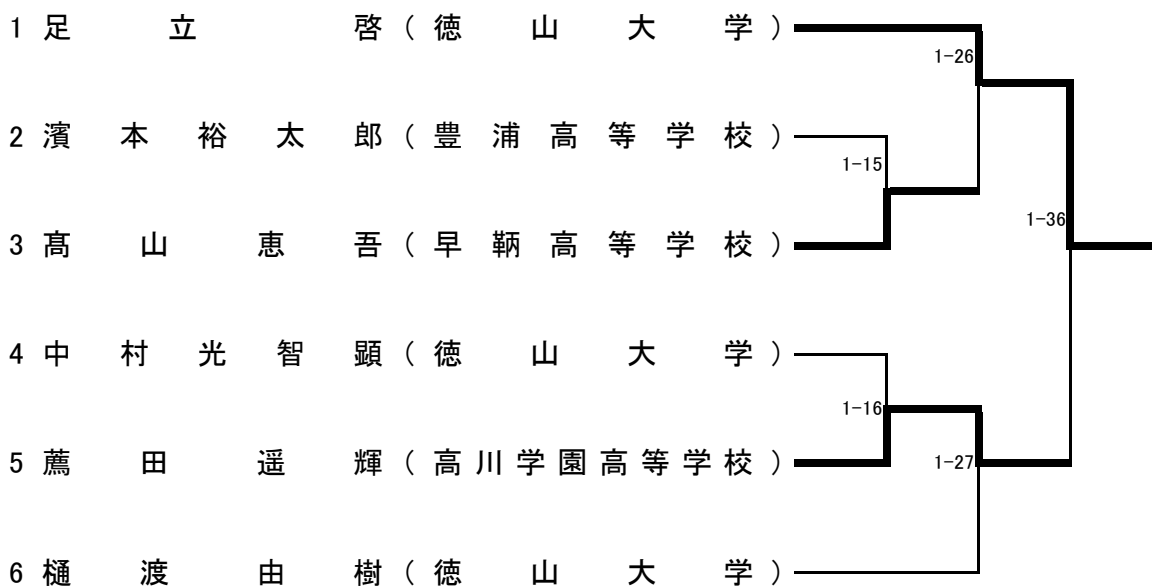 1 足立啓(徳山大学)
1-26
2 濱本裕太郎(豊浦高等学校)
1-15
1-36
3 髙山恵吾(早鞆高等学校)
4 中村光智顕(徳山大学)
1-16
5 薦田遥輝(高川学園高等学校)
1-27
6 樋渡由樹(徳山大学)